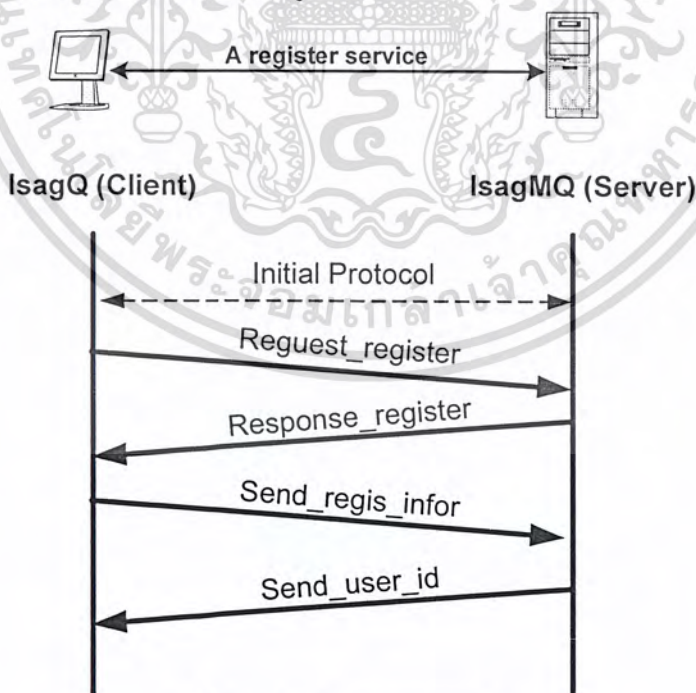 A register service
IsagQ (Client)
IsagMQ (Server)
Initial Protocol
Reguest_register
Response_register
Send_regis_infor
Send_user_id